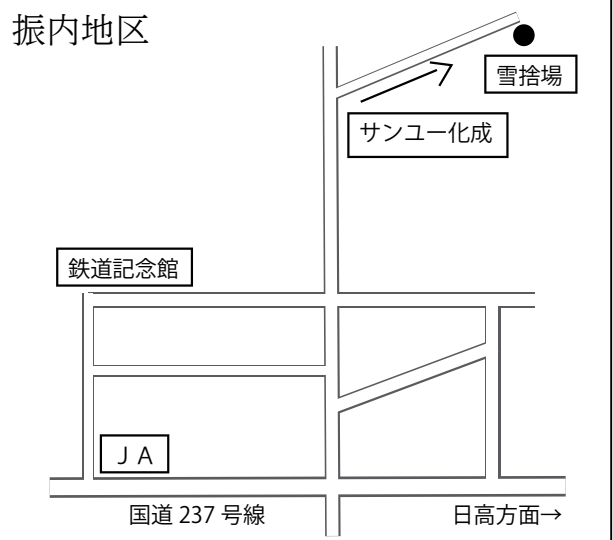 振内地区
雪捨場
サンユー化成
鉄道記念館
ＪＡ
国道 237 号線
日高方面→